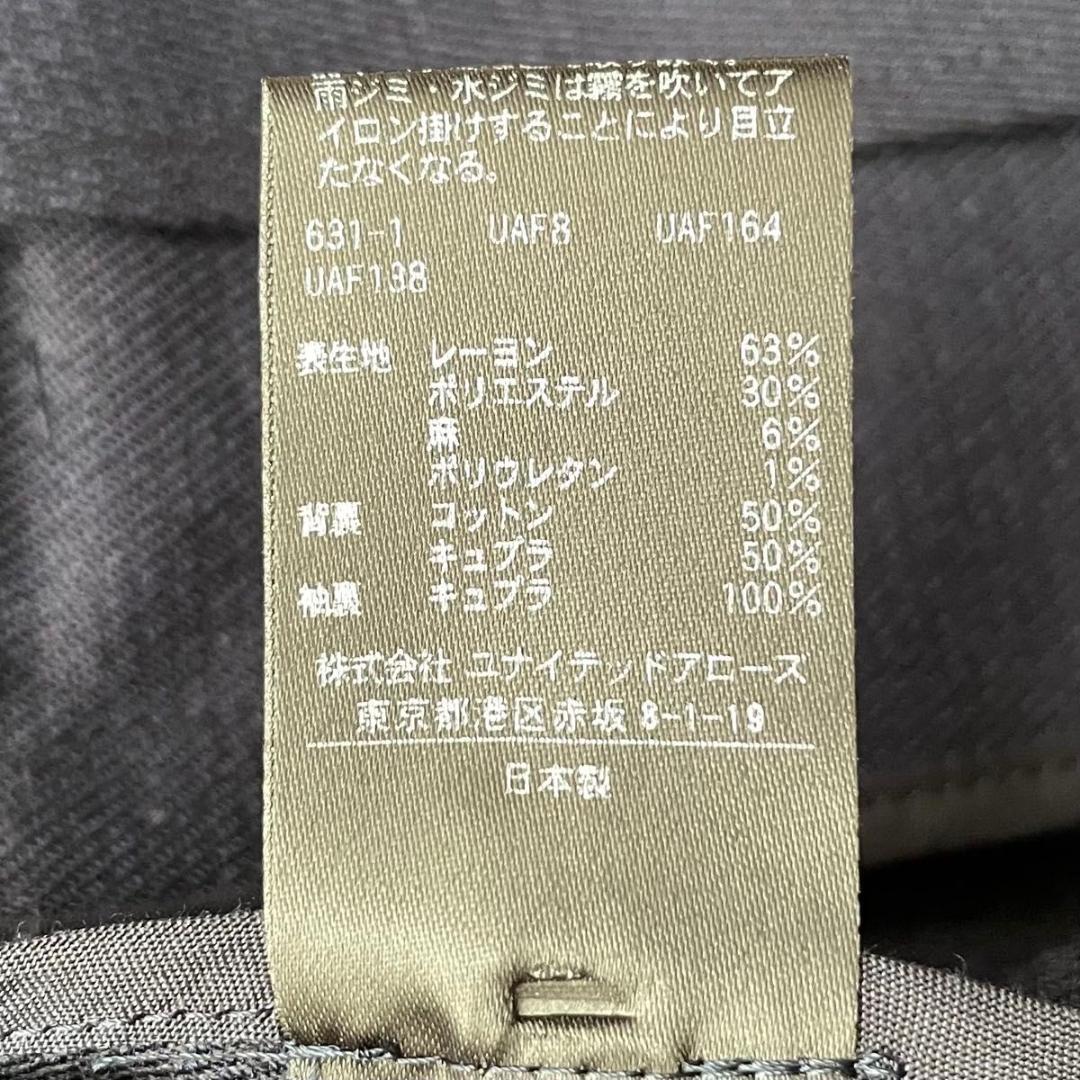 雨ジミ・水ジミは霧を吹いてア
イロン掛けすることにより目立
たなくなる。
631-1 UAF8 UAF164
UAF138
表生地 レーヨン 63%
ポリエステル 30%
麻 6%
ポリウレタン 1%
背裏 コットン 50%
キュプラ 50%
袖裏 キュプラ 100%
株式会社 ユナイテッドアローズ
東京都港区赤坂 8-1-19
日本製